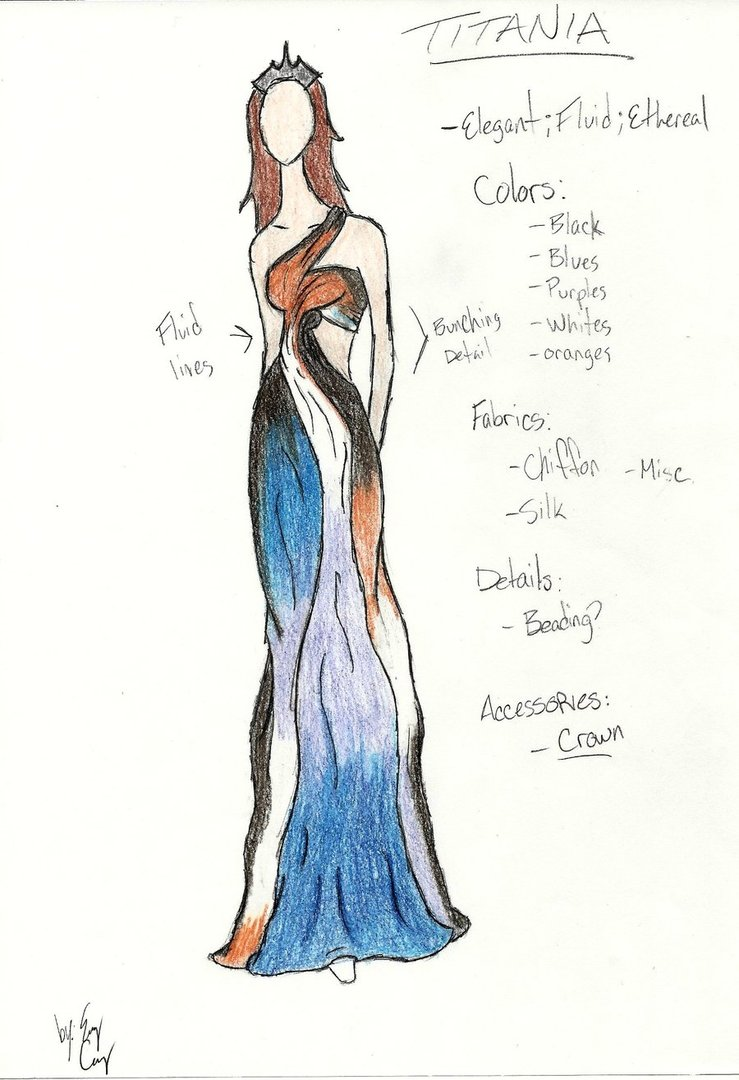 TITANIA
- Elegant; Fluid; Ethereal
Colors:
- Black
- Blues
- Purples
- Whites
- oranges
Fluid
lines
Bunching
Detail
Fabrics:
- Chiffon - Misc.
- Silk
Details:
- Beading?
Accessories:
- Crown
by: